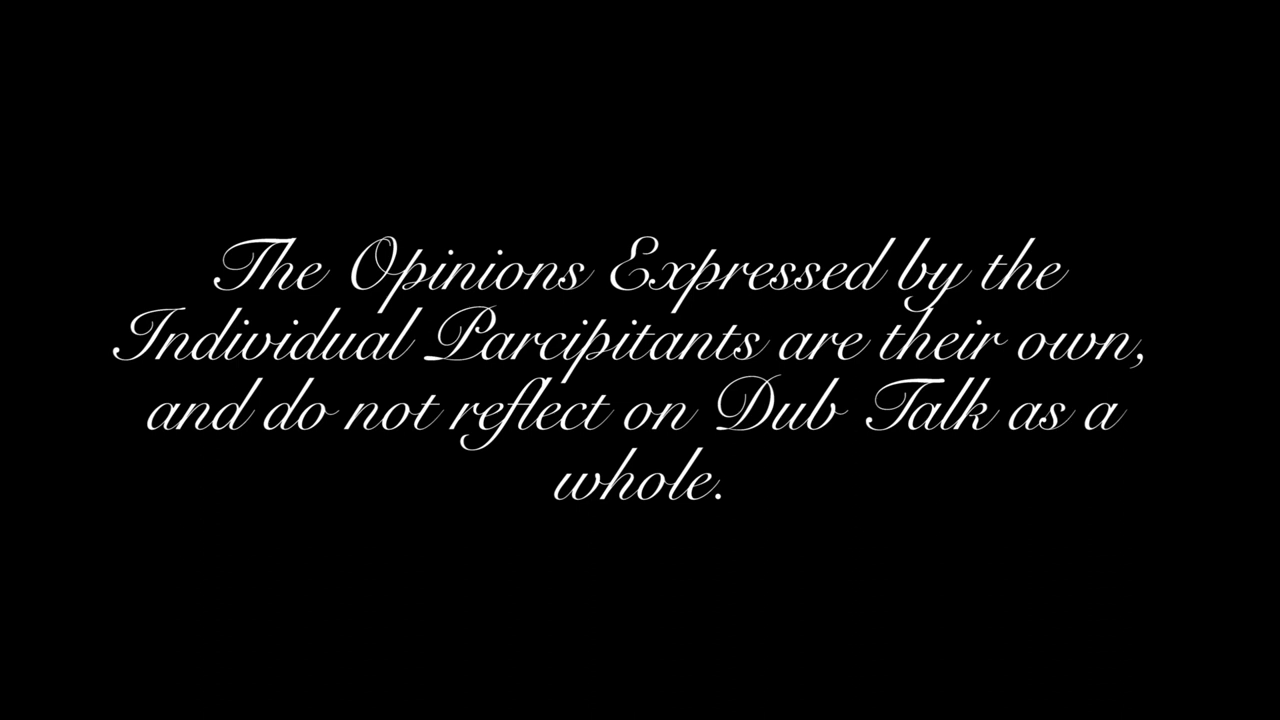 The Opinions Expressed by the
Individual Parcipitants are their own,
and do not reflect on Dub Talk as a
whole.